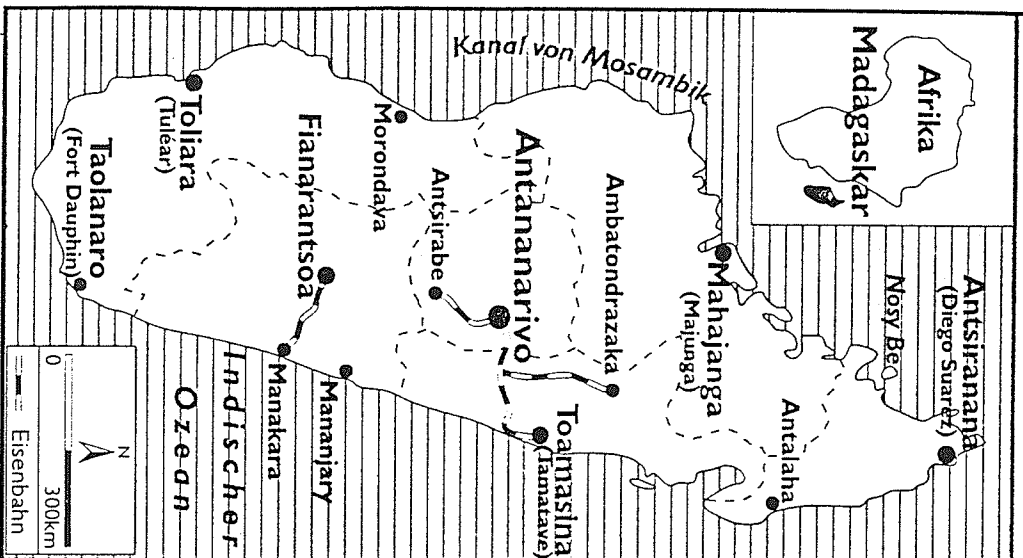 Afrika
Madagaskar
Kanal von Mosambik
Antsiranana
(Diego Suarez)
Nosy Be
Antalaha
Mahajanga
(Majunga)
Ambatondrazaka
Toamasina
(Tamatave)
Antananarivo
Antsirabe
Morondava
Mananjary
Fianarantsoa
Manakara
Indischer
Ozean
Toliara
(Tuléar)
Taolanaro
(Fort Dauphin)
N
0 300km
Eisenbahn